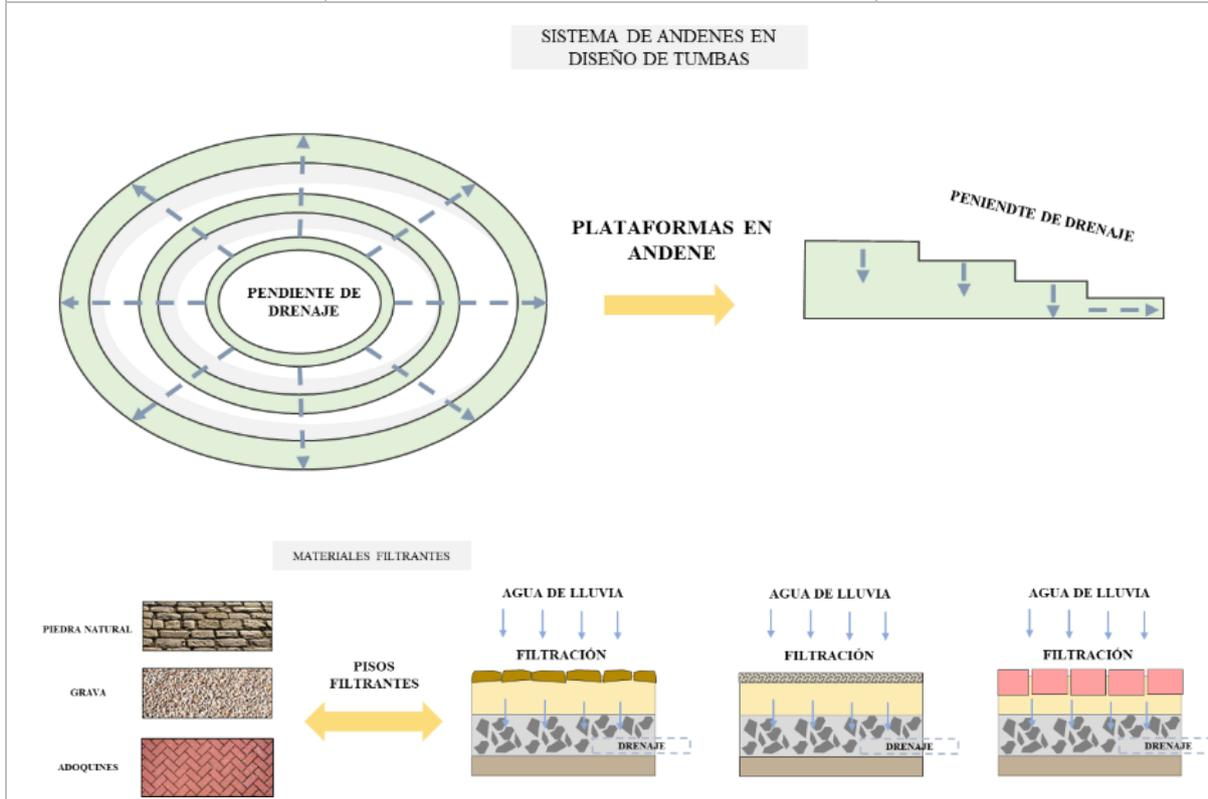 SISTEMA DE ANDENES EN
DISEÑO DE TUMBAS
PENDIENTE DE
DRENAJE
PLATAFORMAS EN
ANDENE
PENIENDTE DE DRENAJE
MATERIALES FILTRANTES
PIEDRA NATURAL
GRAVA
ADOQUINES
PISOS
FILTRANTES
AGUA DE LLUVIA
FILTRACIÓN
DRENAJE
AGUA DE LLUVIA
FILTRACIÓN
DRENAJE
AGUA DE LLUVIA
FILTRACIÓN
DRENAJE